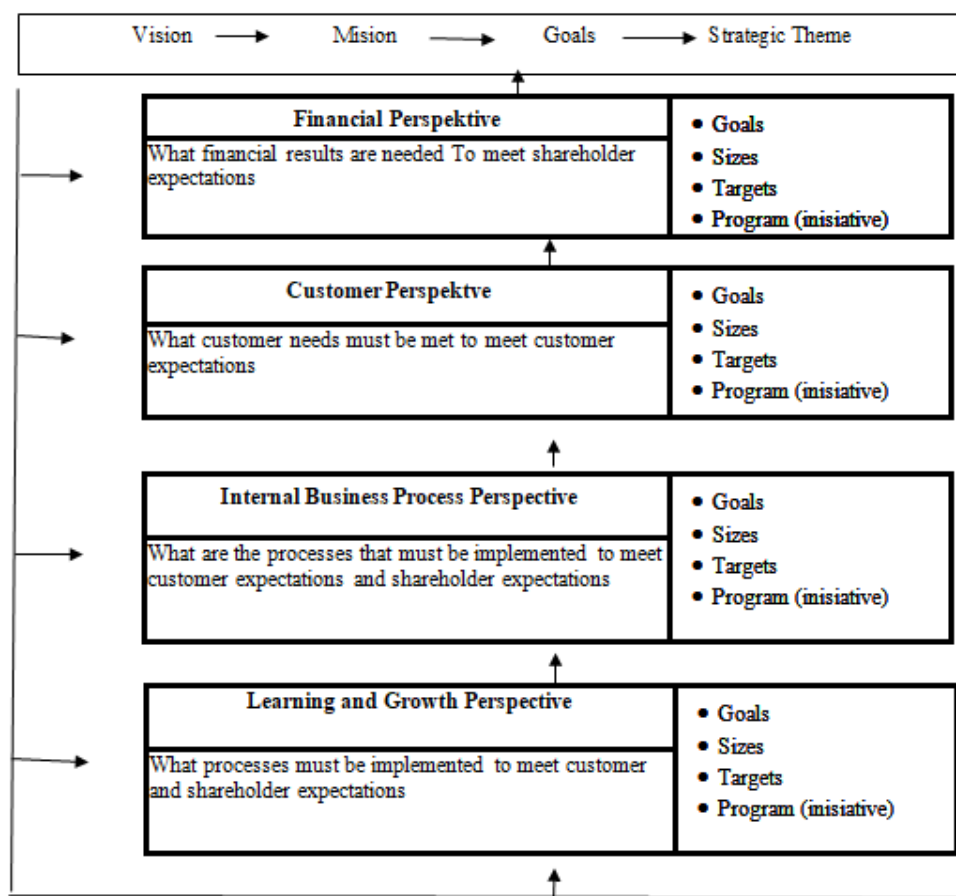 Vision Mision Goals Strategic Theme
Financial Perspektive
What financial results are needed To meet shareholder
expectations
• Goals
• Sizes
• Targets
• Program (inisiative)
Customer Perspektve
What customer needs must be met to meet customer
expectations
• Goals
• Sizes
• Targets
• Program (inisiative)
Internal Business Process Perspective
What are the processes that must be implemented to meet
customer expectations and shareholder expectations
• Goals
• Sizes
• Targets
• Program (inisiative)
Learning and Growth Perspective
What processes must be implemented to meet customer
and shareholder expectations
• Goals
• Sizes
• Targets
• Program (inisiative)